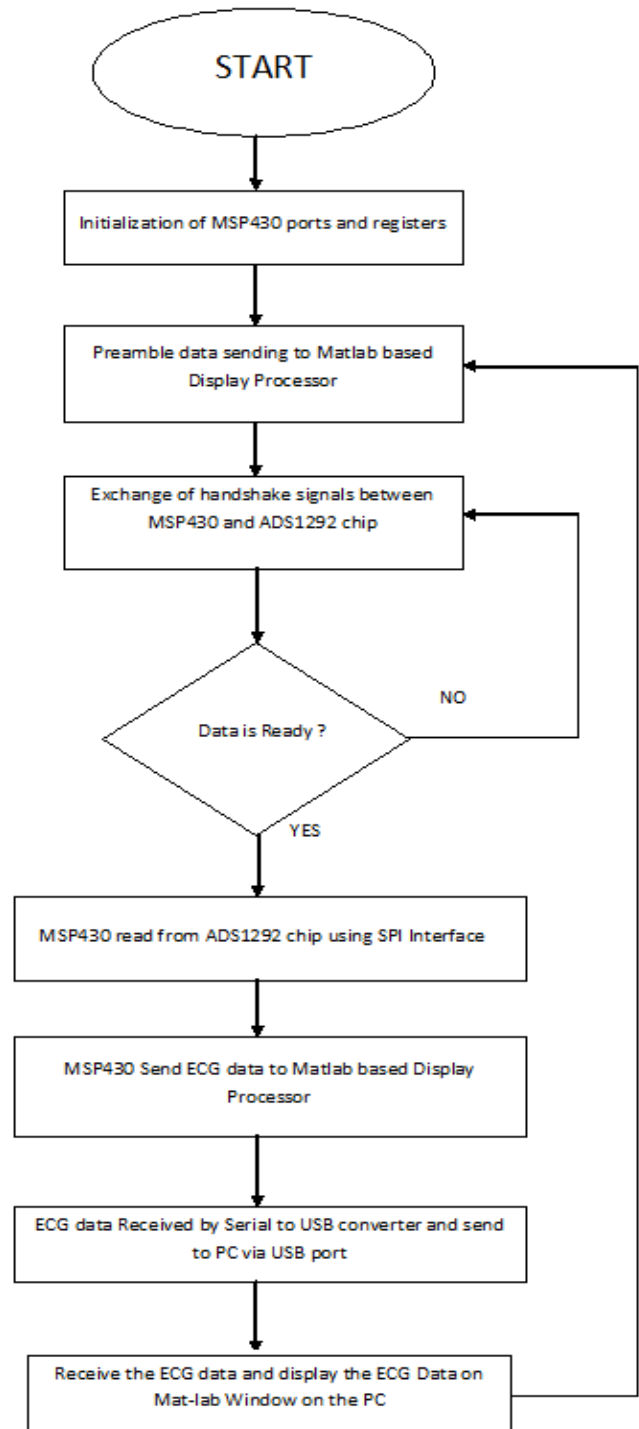 START
Initialization of MSP430 ports and registers
Preamble data sending to Matlab based
Display Processor
Exchange of handshake signals between
MSP430 and ADS1292 chip
NO
Data is Ready ?
YES
MSP430 read from ADS1292 chip using SPI Interface
MSP430 Send ECG data to Matlab based Display
Processor
ECG data Received by Serial to USB converter and send
to PC via USB port
Receive the ECG data and display the ECG Data on
Mat-lab Window on the PC